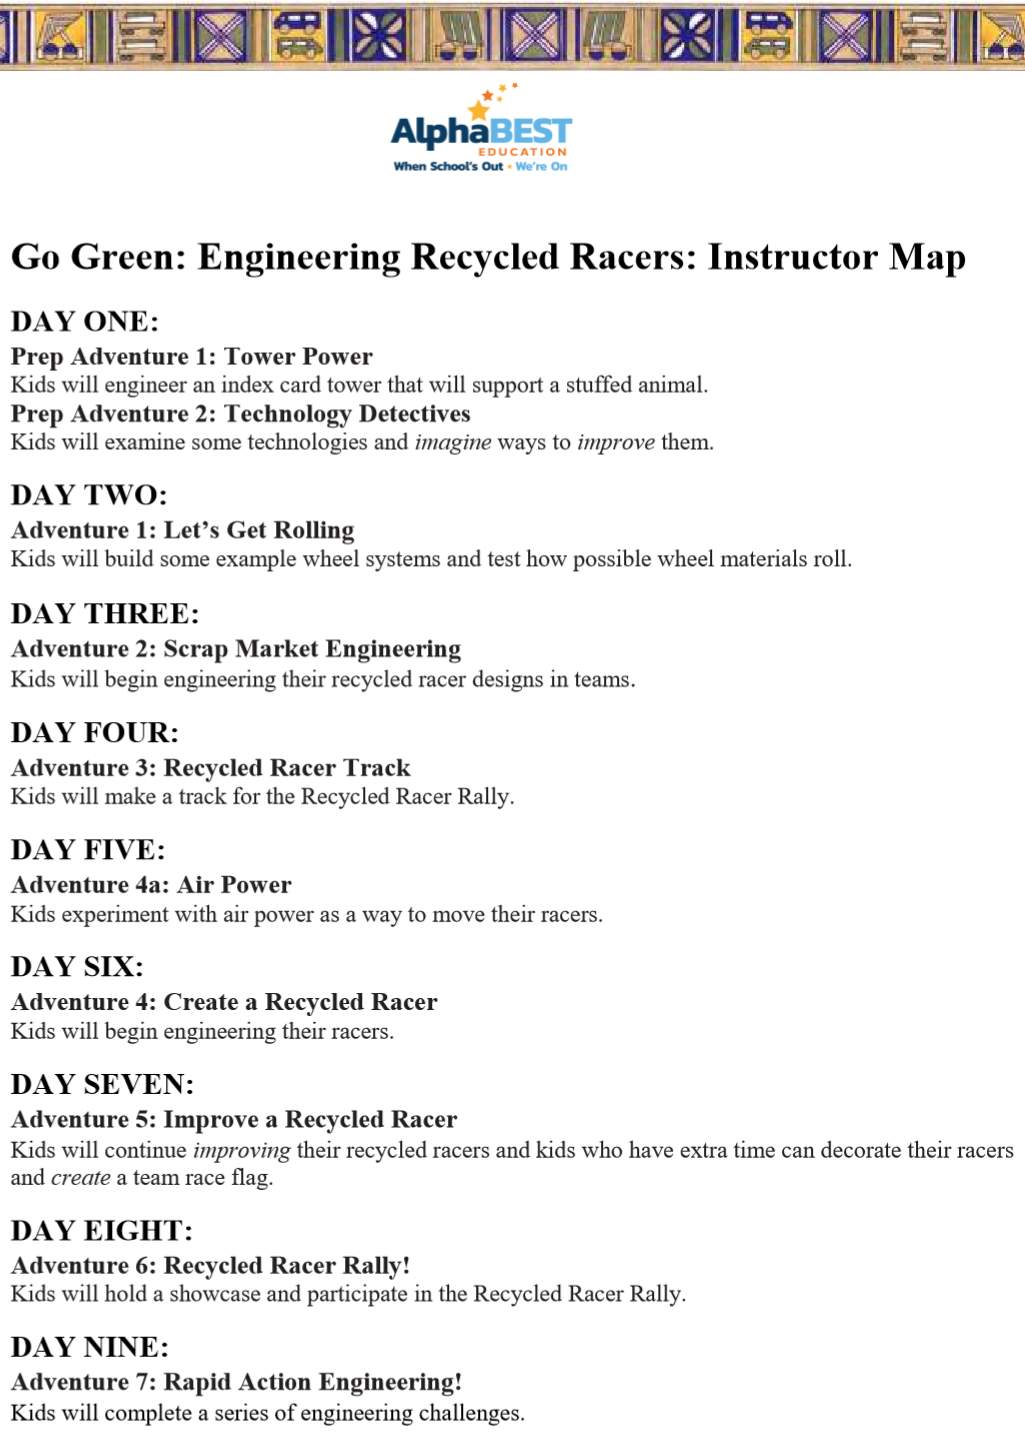 AlphaBEST
EDUCATION
When School's Out • We're On
Go Green: Engineering Recycled Racers: Instructor Map
DAY ONE:
Prep Adventure 1: Tower Power
Kids will engineer an index card tower that will support a stuffed animal.
Prep Adventure 2: Technology Detectives
Kids will examine some technologies and imagine ways to improve them.
DAY TWO:
Adventure 1: Let’s Get Rolling
Kids will build some example wheel systems and test how possible wheel materials roll.
DAY THREE:
Adventure 2: Scrap Market Engineering
Kids will begin engineering their recycled racer designs in teams.
DAY FOUR:
Adventure 3: Recycled Racer Track
Kids will make a track for the Recycled Racer Rally.
DAY FIVE:
Adventure 4a: Air Power
Kids experiment with air power as a way to move their racers.
DAY SIX:
Adventure 4: Create a Recycled Racer
Kids will begin engineering their racers.
DAY SEVEN:
Adventure 5: Improve a Recycled Racer
Kids will continue improving their recycled racers and kids who have extra time can decorate their racers
and create a team race flag.
DAY EIGHT:
Adventure 6: Recycled Racer Rally!
Kids will hold a showcase and participate in the Recycled Racer Rally.
DAY NINE:
Adventure 7: Rapid Action Engineering!
Kids will complete a series of engineering challenges.